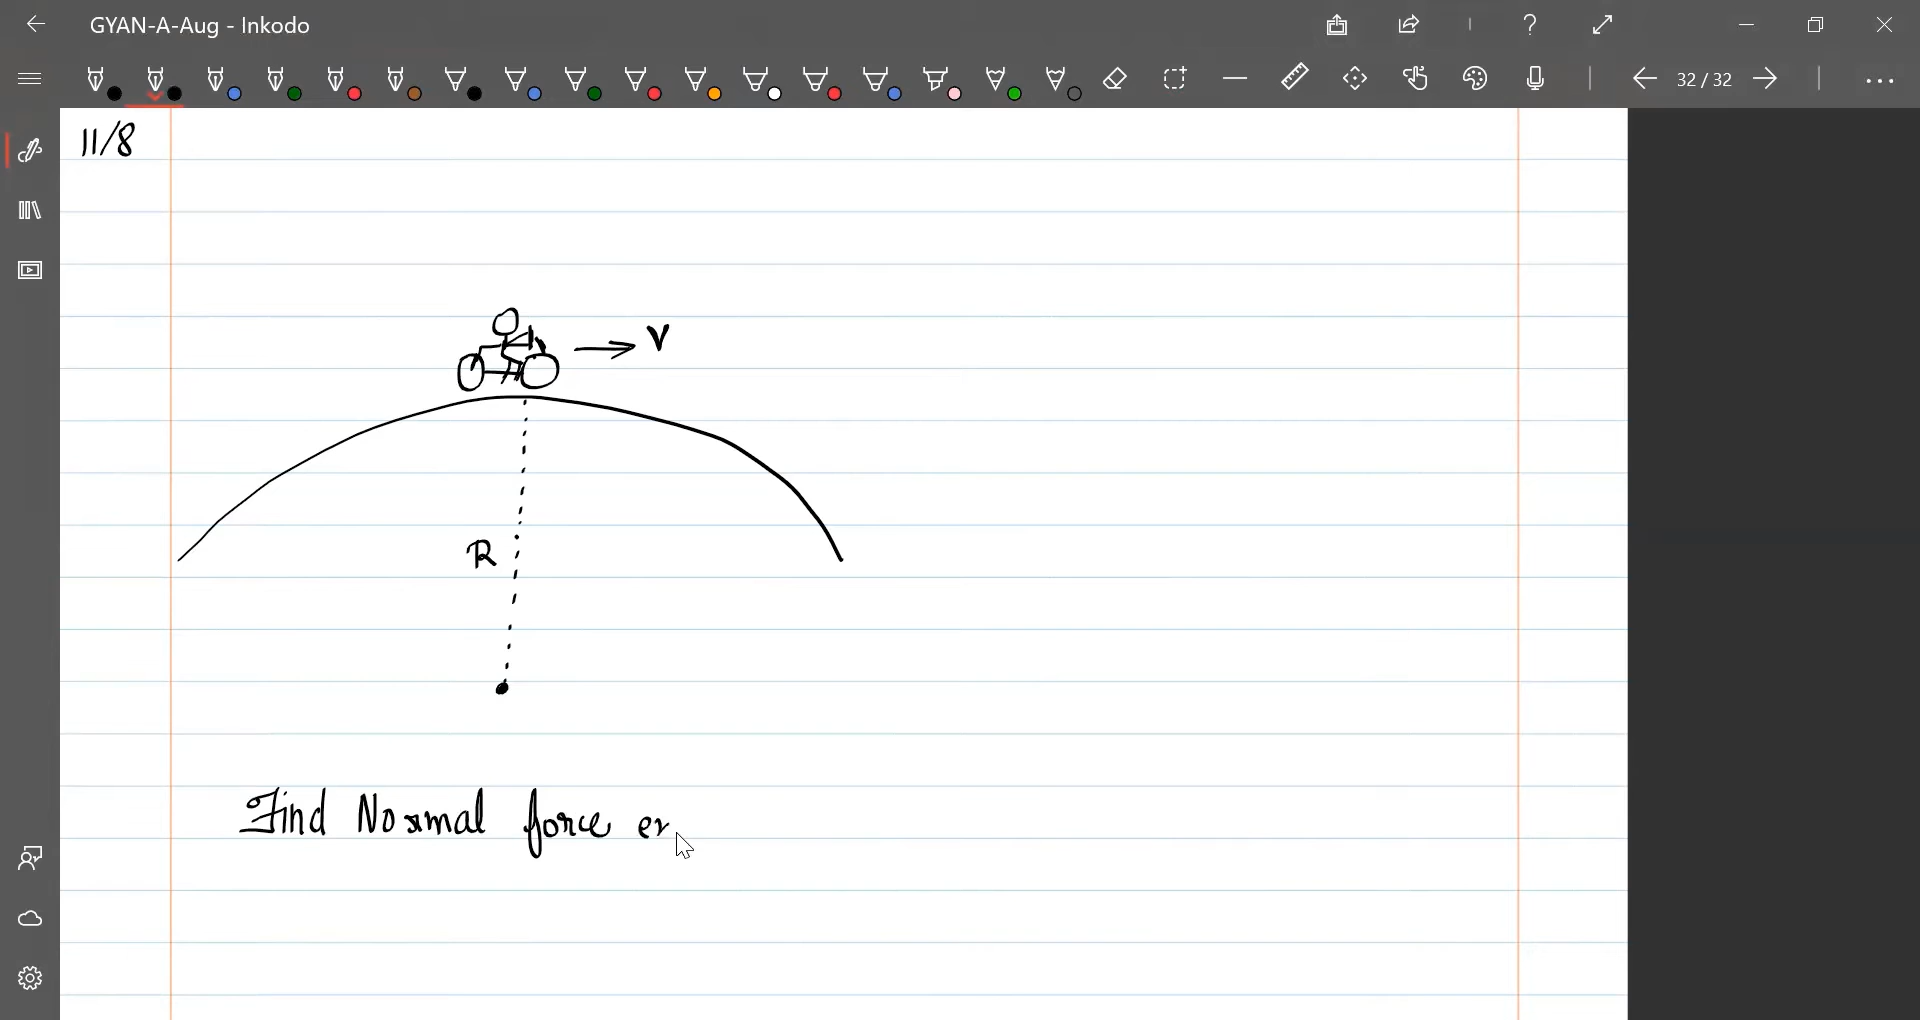 GYAN-A-Aug - Inkodo
32 / 32
11/8
V
R
Find Normal force er